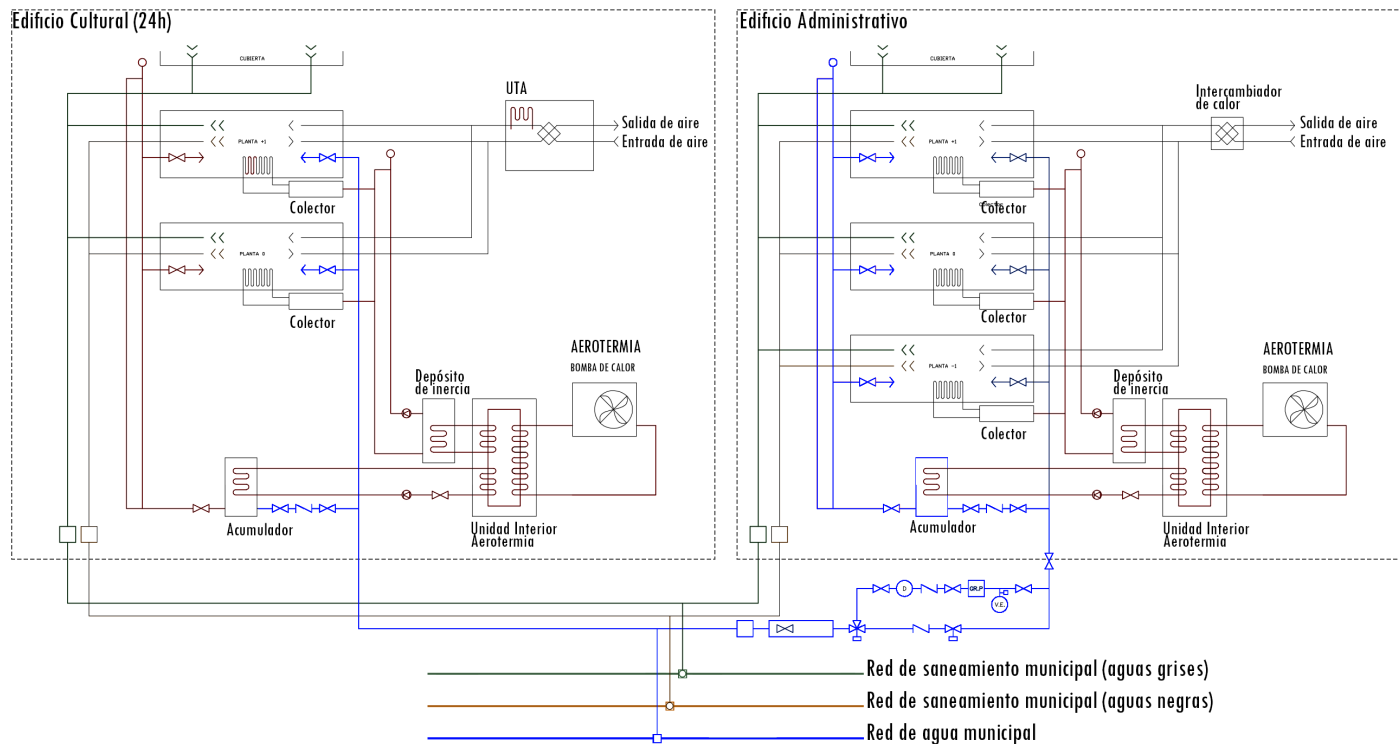 Edificio Cultural (24h)
CUBIERTA
UTA
Salida de aire
Entrada de aire
PLANTA +1
Colector
PLANTA 0
Colector
AEROTERMIA
BOMBA DE CALOR
Depósito
de inercia
Acumulador
Unidad Interior
Aerotermia
Edificio Administrativo
CUBIERTA
Intercambiador
de calor
Salida de aire
Entrada de aire
PLANTA +1
Colector
PLANTA 0
Colector
PLANTA -1
Colector
AEROTERMIA
BOMBA DE CALOR
Depósito
de inercia
Acumulador
Unidad Interior
Aerotermia
D
GR.P
V.E.
Red de saneamiento municipal (aguas grises)
Red de saneamiento municipal (aguas negras)
Red de agua municipal